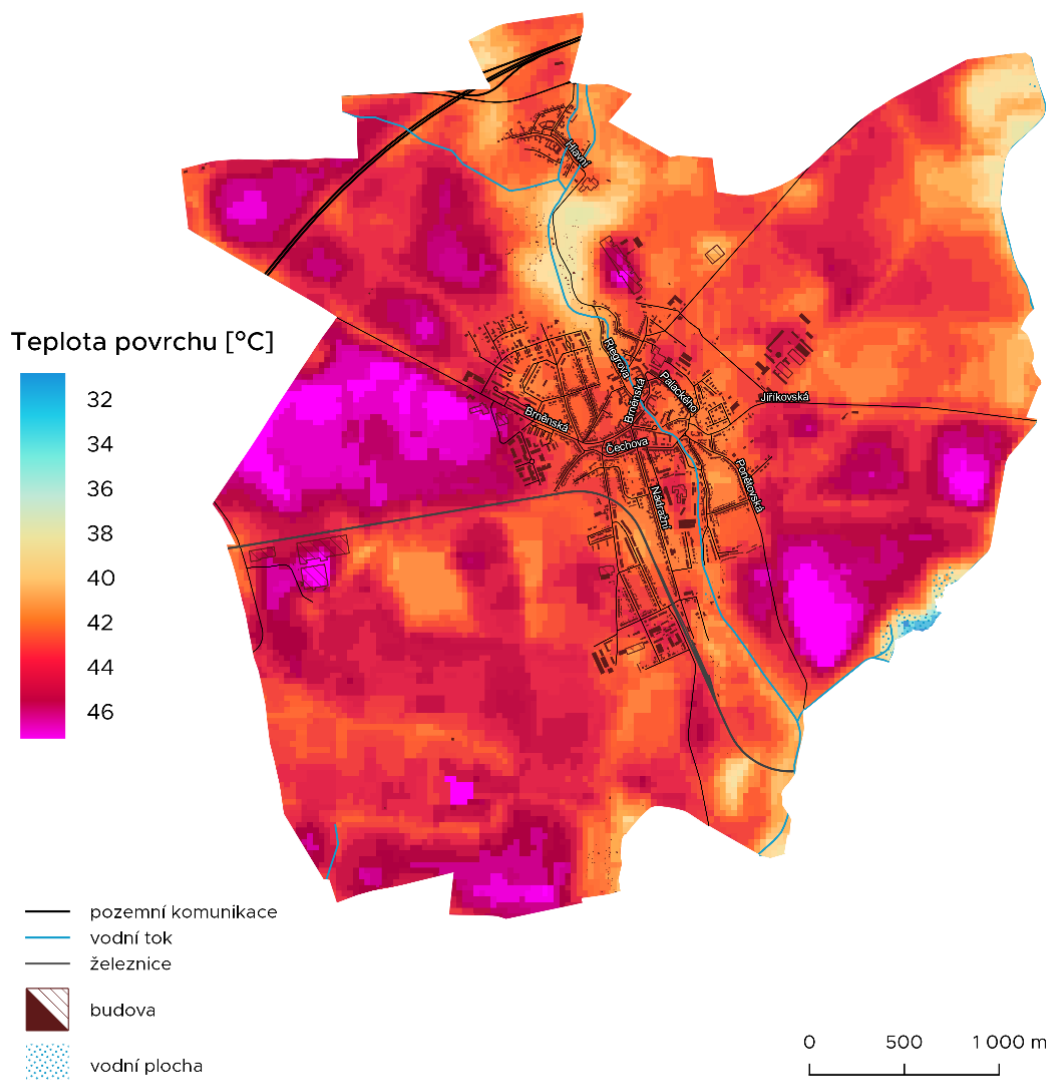 Hlavní
Teplota povrchu [°C]
32
34
36
38
40
42
44
46
Riegrova
Palackého
Brněnská
Jiříkovská
Brněnská
Čechova
Ponětovská
Nádražní
pozemní komunikace
vodní tok
železnice
budova
vodní plocha
0 500 1 000 m